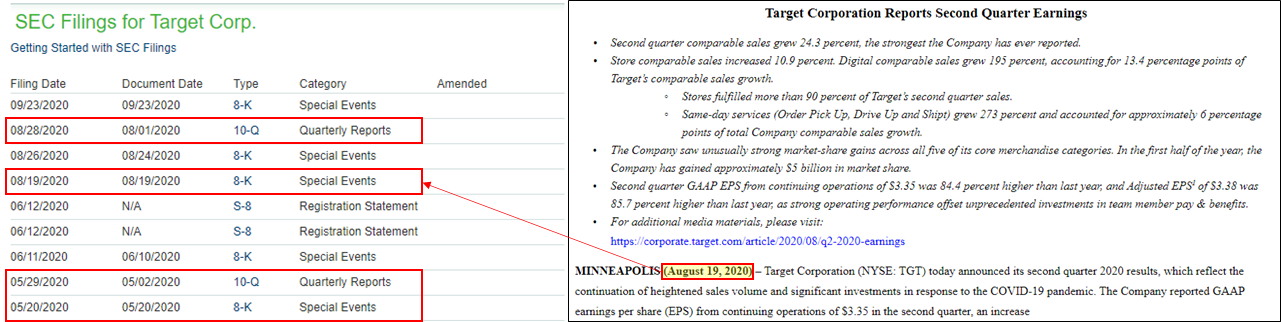 SEC Filings for Target Corp.
Getting Started with SEC Filings
Filing Date Document Date Type Category Amended
09/23/2020 09/23/2020 8-K Special Events
08/28/2020 08/01/2020 10-Q Quarterly Reports
08/26/2020 08/24/2020 8-K Special Events
08/19/2020 08/19/2020 8-K Special Events
06/12/2020 N/A S-8 Registration Statement
06/12/2020 N/A S-8 Registration Statement
06/11/2020 06/10/2020 8-K Special Events
05/29/2020 05/02/2020 10-Q Quarterly Reports
05/20/2020 05/20/2020 8-K Special Events
Target Corporation Reports Second Quarter Earnings
• Second quarter comparable sales grew 24.3 percent, the strongest the Company has ever reported.
• Store comparable sales increased 10.9 percent. Digital comparable sales grew 195 percent, accounting for 13.4 percentage points of
Target's comparable sales growth.
◦ Stores fulfilled more than 90 percent of Target's second quarter sales.
◦ Same-day services (Order Pick Up, Drive Up and Shipt) grew 273 percent and accounted for approximately 6 percentage
points of total Company comparable sales growth.
• The Company saw unusually strong market-share gains across all five of its core merchandise categories. In the first half of the year, the
Company has gained approximately $5 billion in market share.
• Second quarter GAAP EPS from continuing operations of $3.35 was 84.4 percent higher than last year, and Adjusted EPS¹ of $3.38 was
85.7 percent higher than last year, as strong operating performance offset unprecedented investments in team member pay & benefits.
• For additional media materials, please visit:
https://corporate.target.com/article/2020/08/q2-2020-earnings
MINNEAPOLIS (August 19, 2020) – Target Corporation (NYSE: TGT) today announced its second quarter 2020 results, which reflect the
continuation of heightened sales volume and significant investments in response to the COVID-19 pandemic. The Company reported GAAP
earnings per share (EPS) from continuing operations of $3.35 in the second quarter, an increase